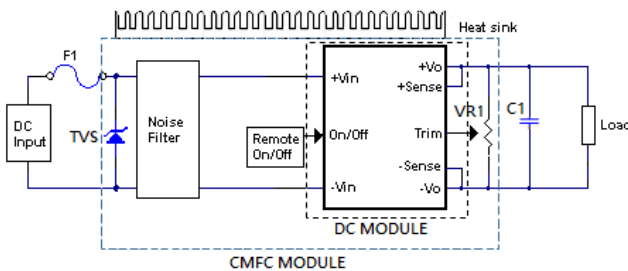 Heat sink
F1
+Vo
+Vin
+Sense
VR1
C1
DC
Input
TVS
Noise
Filter
Remote
On/Off
On/Off
Trim
Load
-Sense
-Vin
-Vo
DC MODULE
CMFC MODULE